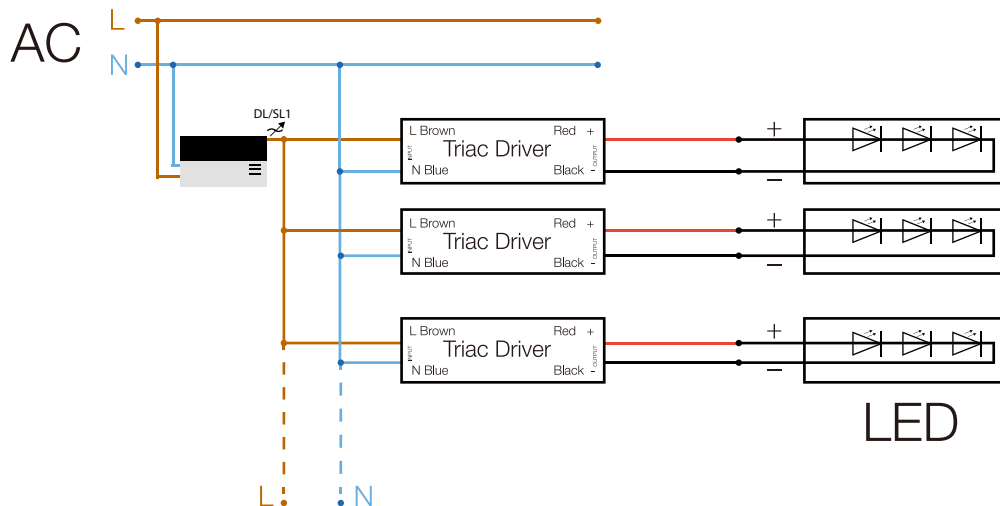 AC
L
N
DL/SL1
L Brown
Red +
INPUT
Triac Driver
OUTPUT
N Blue
Black -
+
−
L Brown
Red +
INPUT
Triac Driver
OUTPUT
N Blue
Black -
+
−
L Brown
Red +
INPUT
Triac Driver
OUTPUT
N Blue
Black -
+
−
LED
L
N